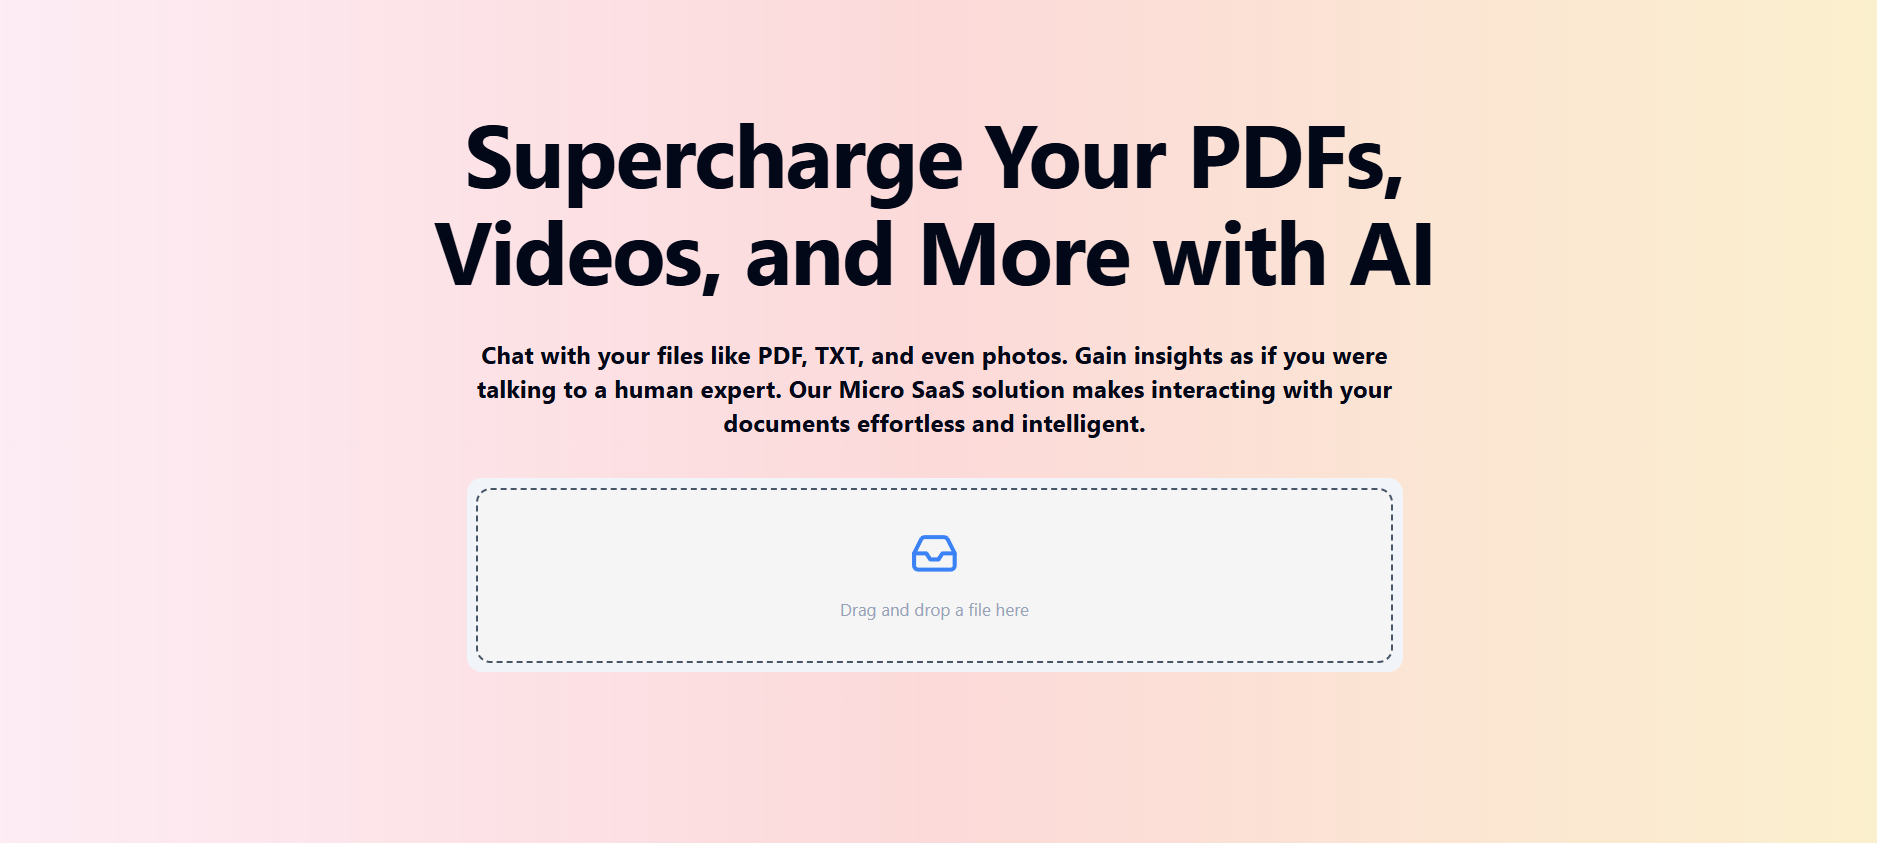 Supercharge Your PDFs,
Videos, and More with AI
Chat with your files like PDF, TXT, and even photos. Gain insights as if you were
talking to a human expert. Our Micro SaaS solution makes interacting with your
documents effortless and intelligent.
Drag and drop a file here